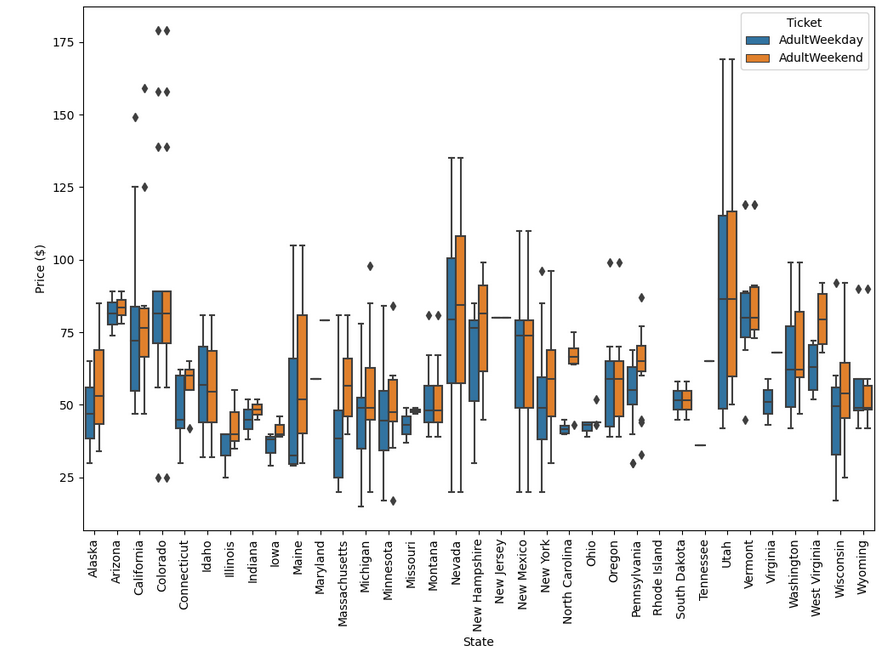 Ticket
AdultWeekday
AdultWeekend
Price ($)
175
150
125
100
75
50
25
Alaska
Arizona
California
Colorado
Connecticut
Idaho
Illinois
Indiana
Iowa
Maine
Maryland
Massachusetts
Michigan
Minnesota
Missouri
Montana
Nevada
New Hampshire
New Jersey
New Mexico
New York
North Carolina
Ohio
Oregon
Pennsylvania
Rhode Island
South Dakota
Tennessee
Utah
Vermont
Virginia
Washington
West Virginia
Wisconsin
Wyoming
State